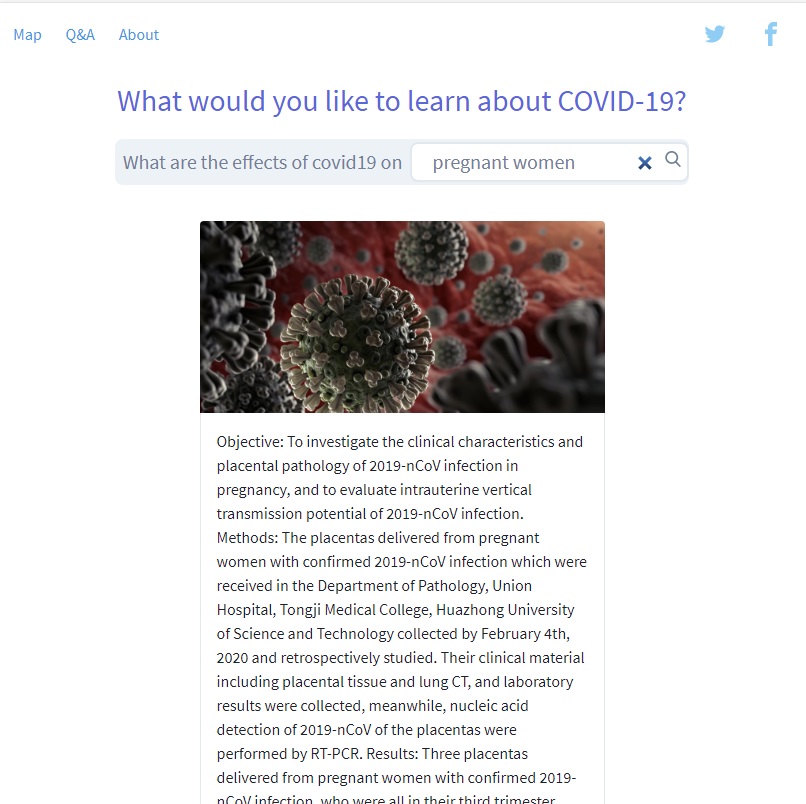 Map Q&A About
What would you like to learn about COVID-19?
What are the effects of covid19 on pregnant women
Objective: To investigate the clinical characteristics and
placental pathology of 2019-nCoV infection in
pregnancy, and to evaluate intrauterine vertical
transmission potential of 2019-nCoV infection.
Methods: The placentas delivered from pregnant
women with confirmed 2019-nCoV infection which were
received in the Department of Pathology, Union
Hospital, Tongji Medical College, Huazhong University
of Science and Technology collected by February 4th,
2020 and retrospectively studied. Their clinical material
including placental tissue and lung CT, and laboratory
results were collected, meanwhile, nucleic acid
detection of 2019-nCoV of the placentas were
performed by RT-PCR. Results: Three placentas
delivered from pregnant women with confirmed 2019-
nCoV infection, who were all in their third trimester